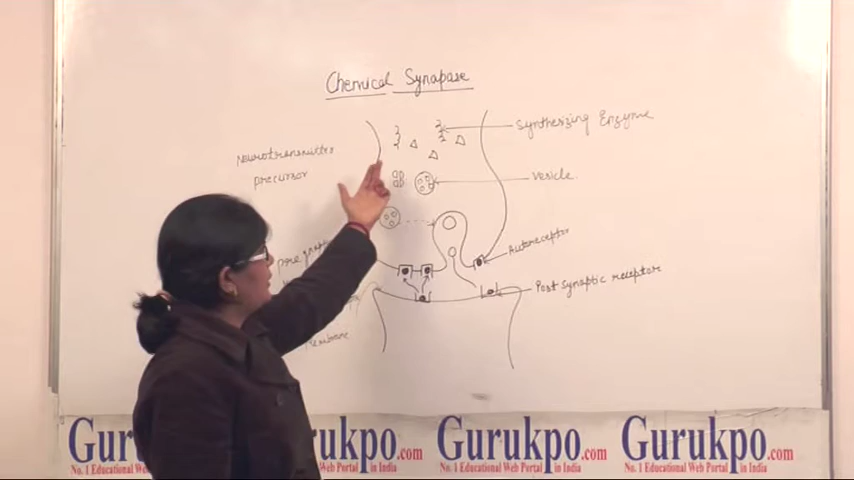 Chemical Synapase
Synthesizing Enzyme
Neurotransmitter
precursor
vesicle.
Autoreceptor
Post synaptic receptor
membrane
Gurukpo.com
No. 1 Educational Web Portal in India
Gurukpo.com
No. 1 Educational Web Portal in India
Gurukpo.com
No. 1 Educational Web Portal in India